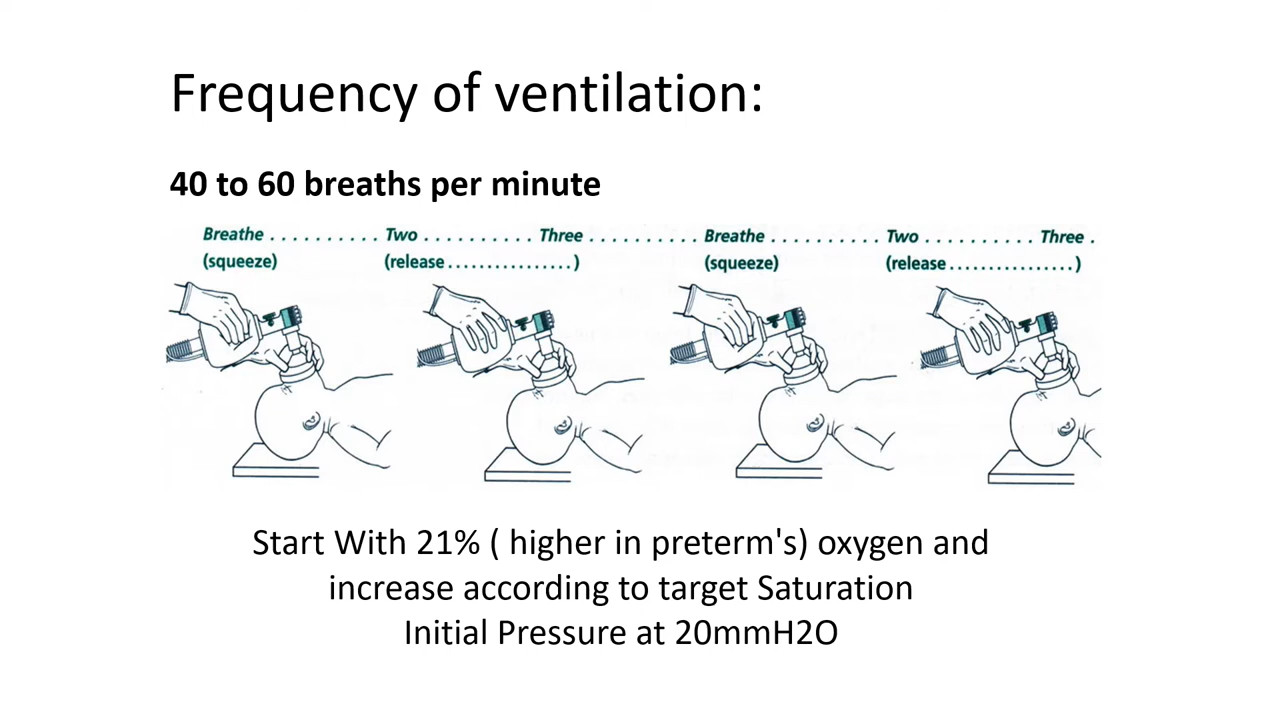 Frequency of ventilation:
40 to 60 breaths per minute
Breathe . . . . . . . . . . Two . . . . . . . . . . Three . . . . . . . . . . Breathe . . . . . . . . . . Two . . . . . . . . . . Three .
(squeeze) (release . . . . . . . . . . . . . . . .) (squeeze) (release . . . . . . . . . . . . . . . .)
Start With 21% ( higher in preterm's) oxygen and
increase according to target Saturation
Initial Pressure at 20mmH2O